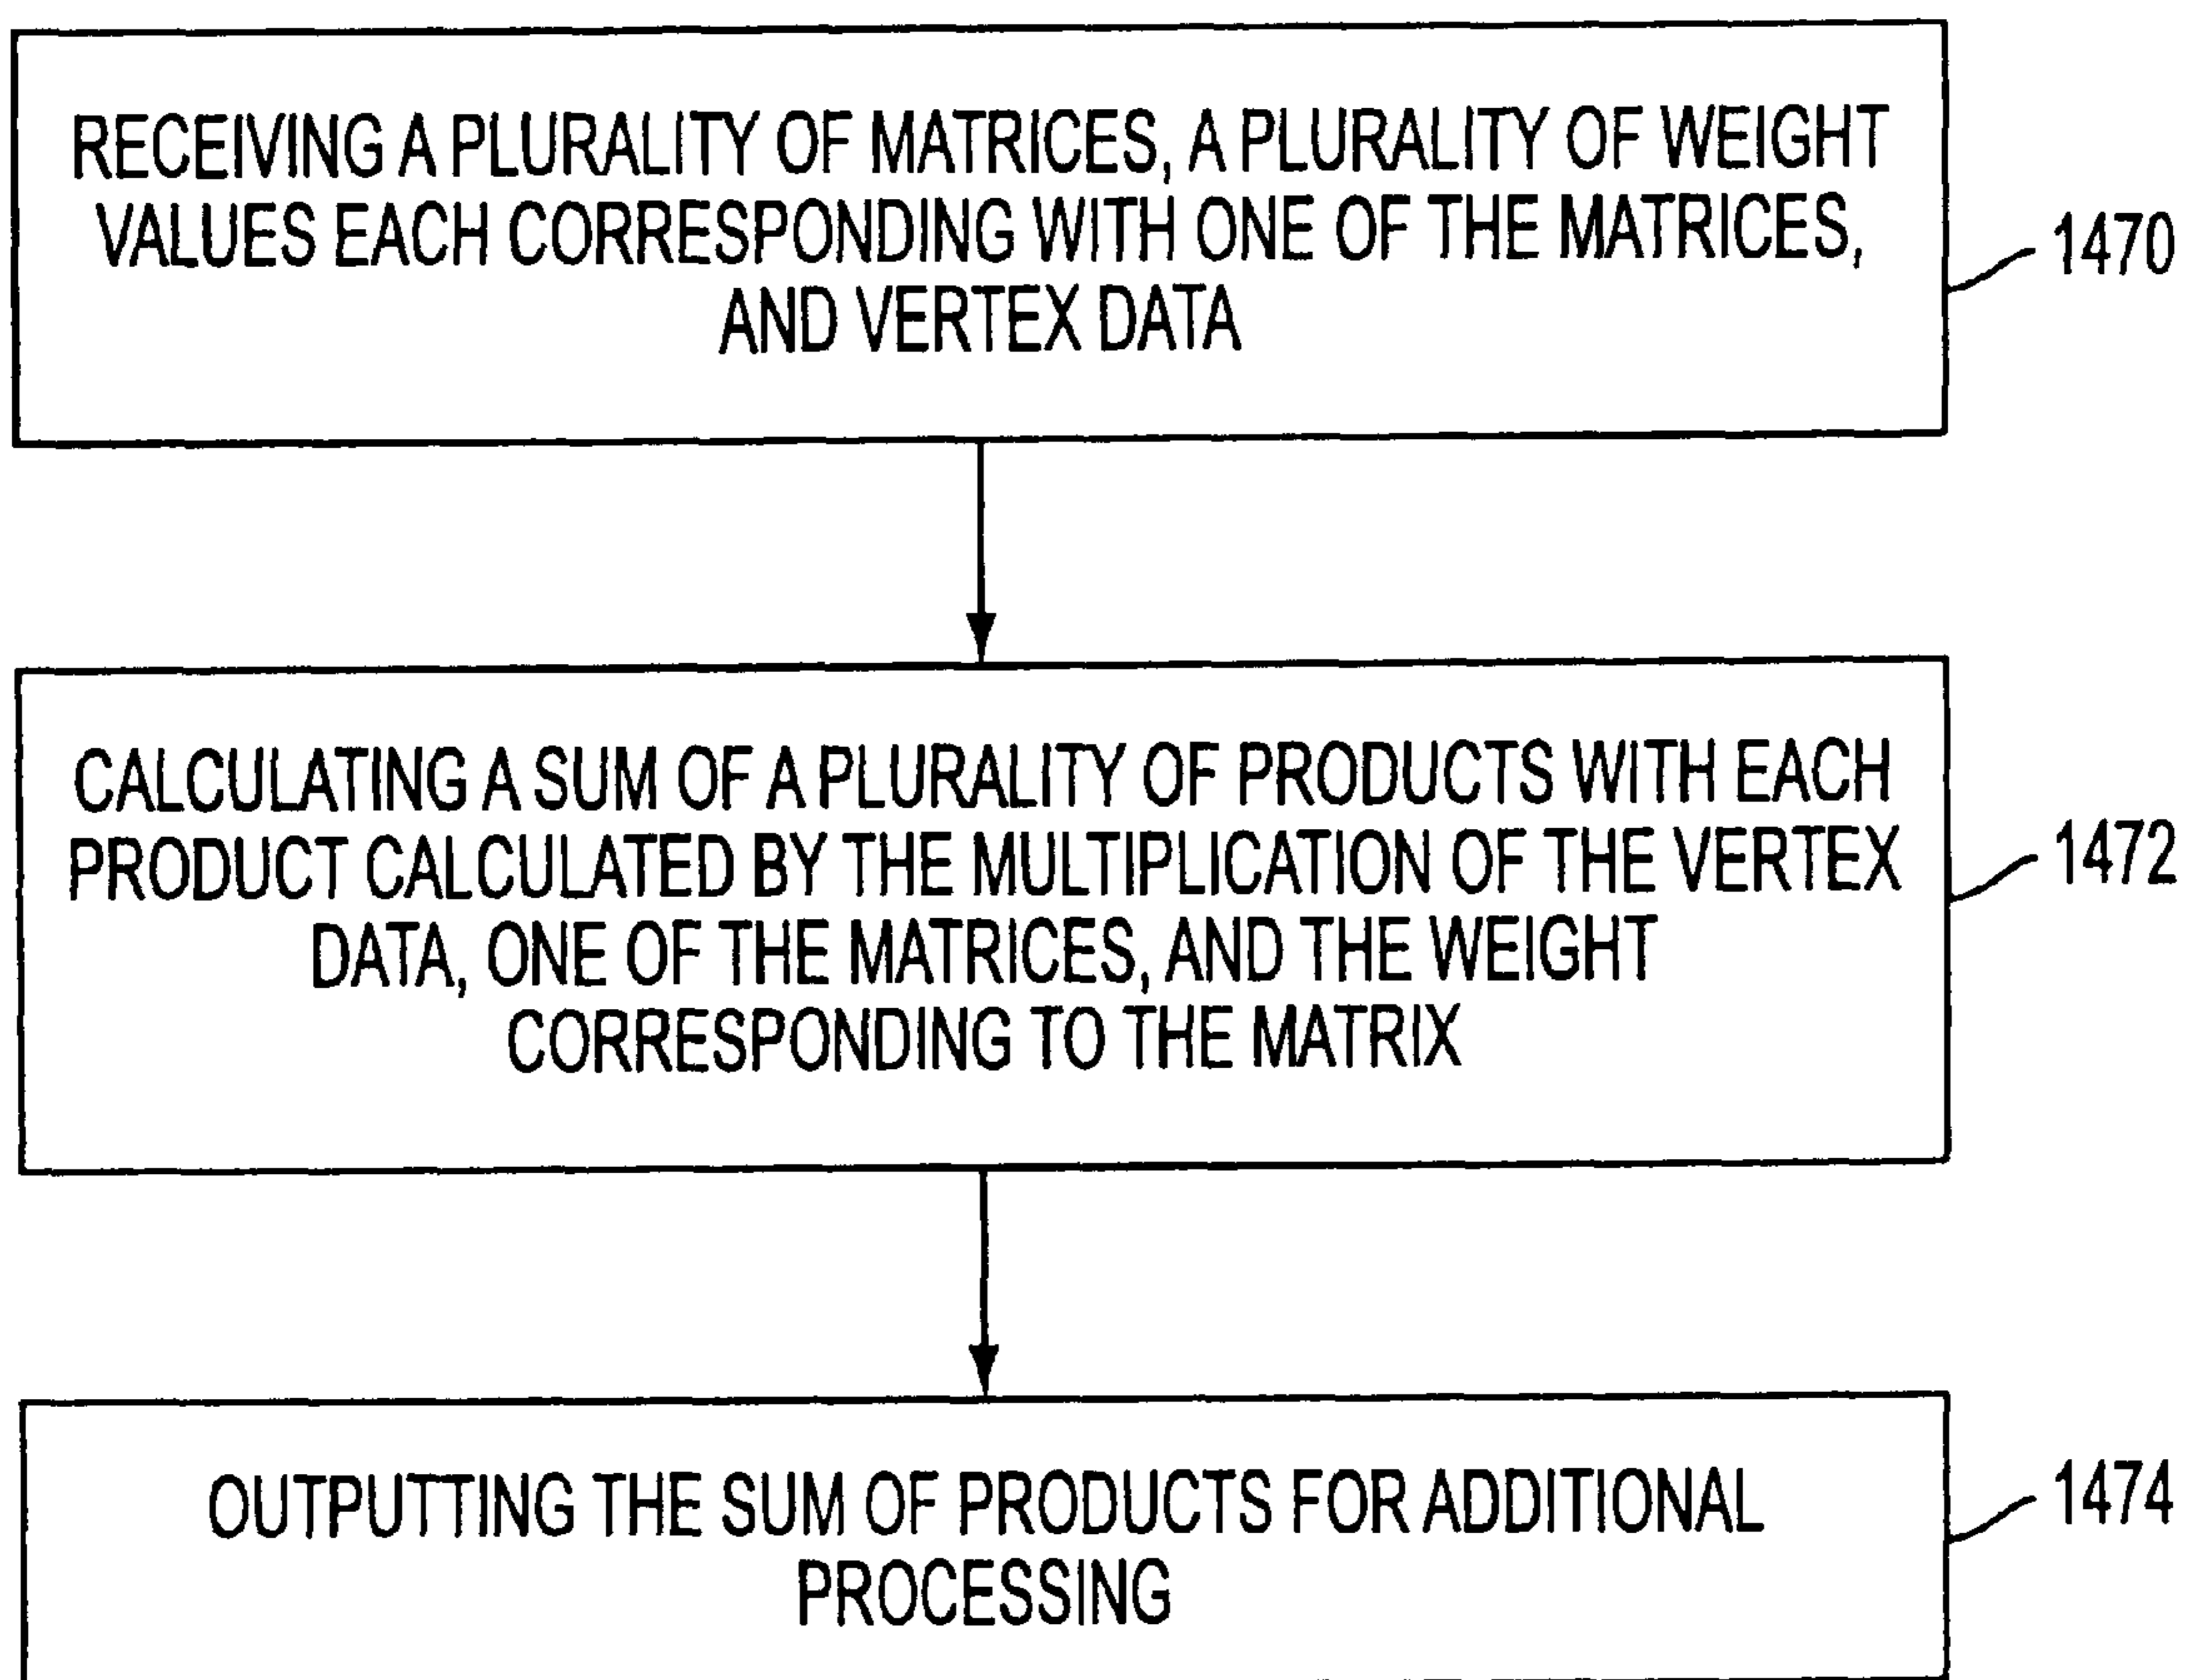 RECEIVING A PLURALITY OF MATRICES, A PLURALITY OF WEIGHT
VALUES EACH CORRESPONDING WITH ONE OF THE MATRICES,
AND VERTEX DATA
1470
CALCULATING A SUM OF A PLURALITY OF PRODUCTS WITH EACH
PRODUCT CALCULATED BY THE MULTIPLICATION OF THE VERTEX
DATA, ONE OF THE MATRICES, AND THE WEIGHT
CORRESPONDING TO THE MATRIX
1472
OUTPUTTING THE SUM OF PRODUCTS FOR ADDITIONAL
PROCESSING
1474